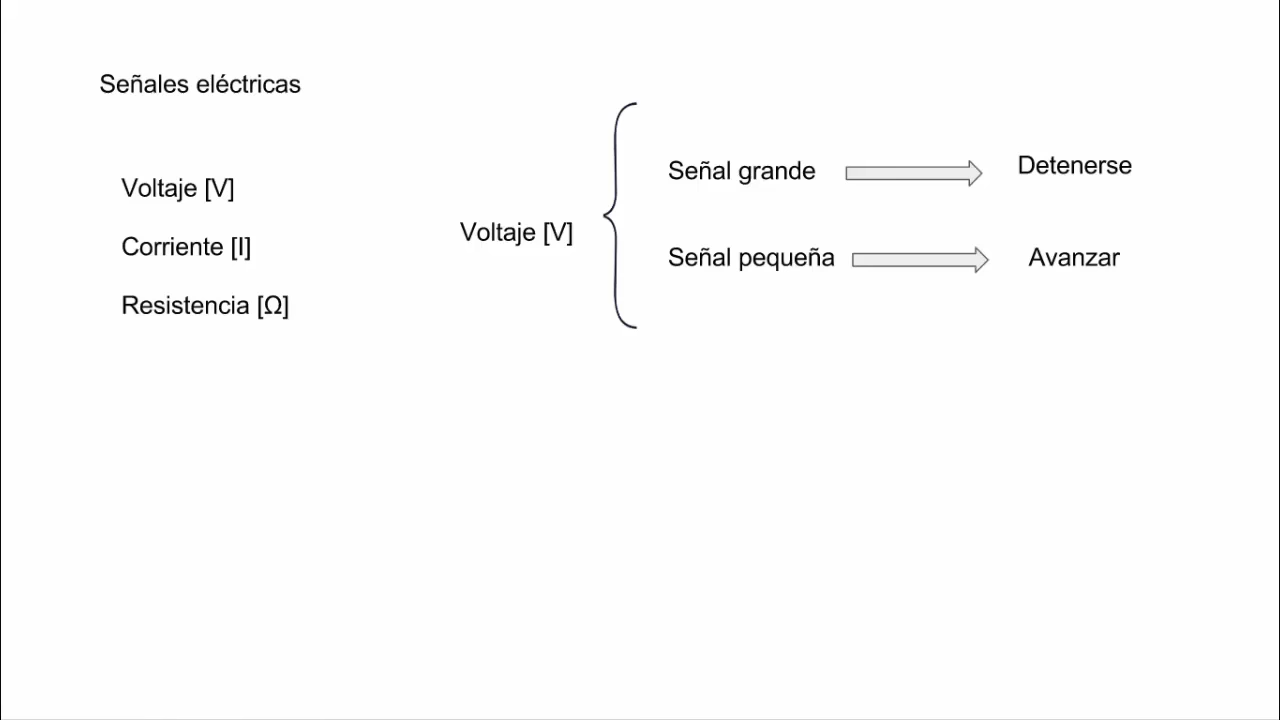 Señales eléctricas
Voltaje [V]
Corriente [I]
Resistencia [Ω]
Voltaje [V]
Señal grande
Detenerse
Señal pequeña
Avanzar